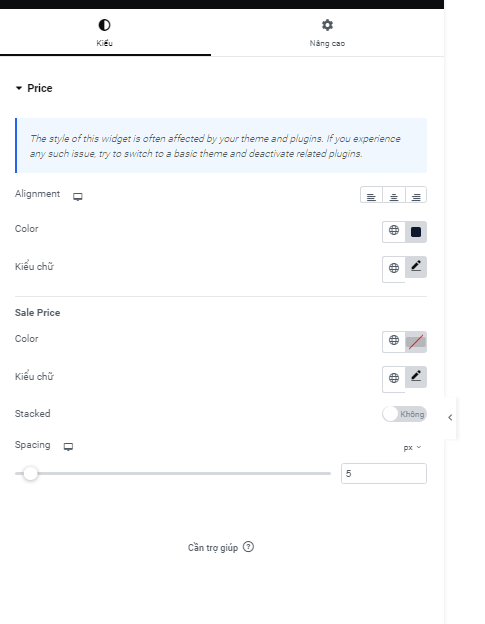 Kiểu
Nâng cao
Price
The style of this widget is often affected by your theme and plugins. If you experience
any such issue, try to switch to a basic theme and deactivate related plugins.
Alignment
Color
Kiểu chữ
Sale Price
Color
Kiểu chữ
Stacked
Không
Spacing
px
5
Cần trợ giúp